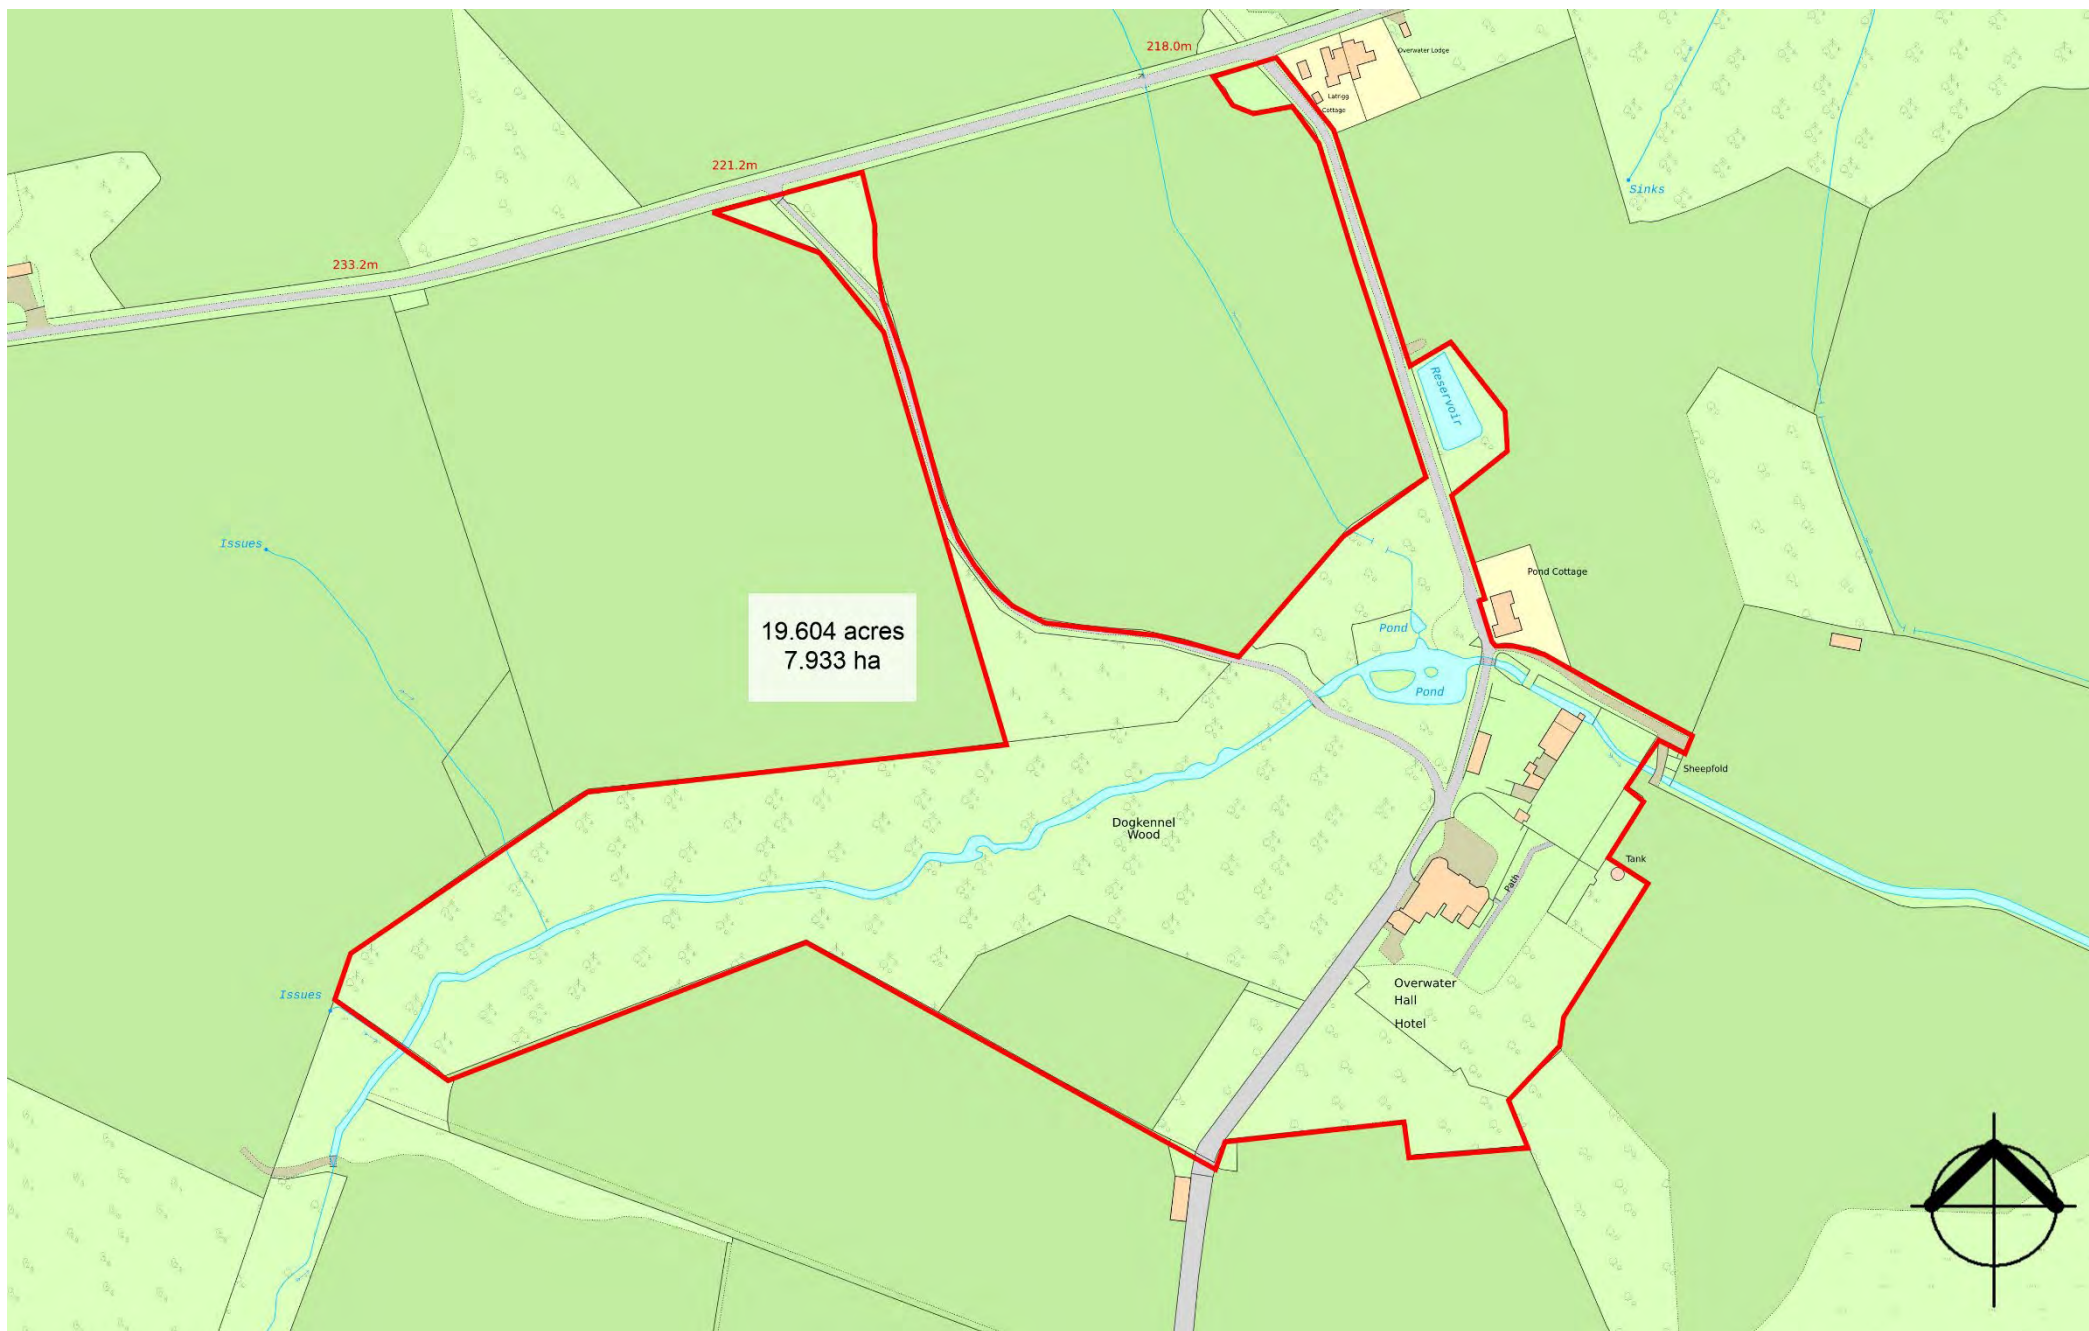 218.0m
Overwater Lodge
Latrigg
Cottage
221.2m
Sinks
233.2m
Reservoir
Issues
Pond Cottage
19.604 acres
7.933 ha
Pond
Pond
Sheepfold
Dogkennel
Wood
Tank
Path
Overwater
Hall
Hotel
Issues